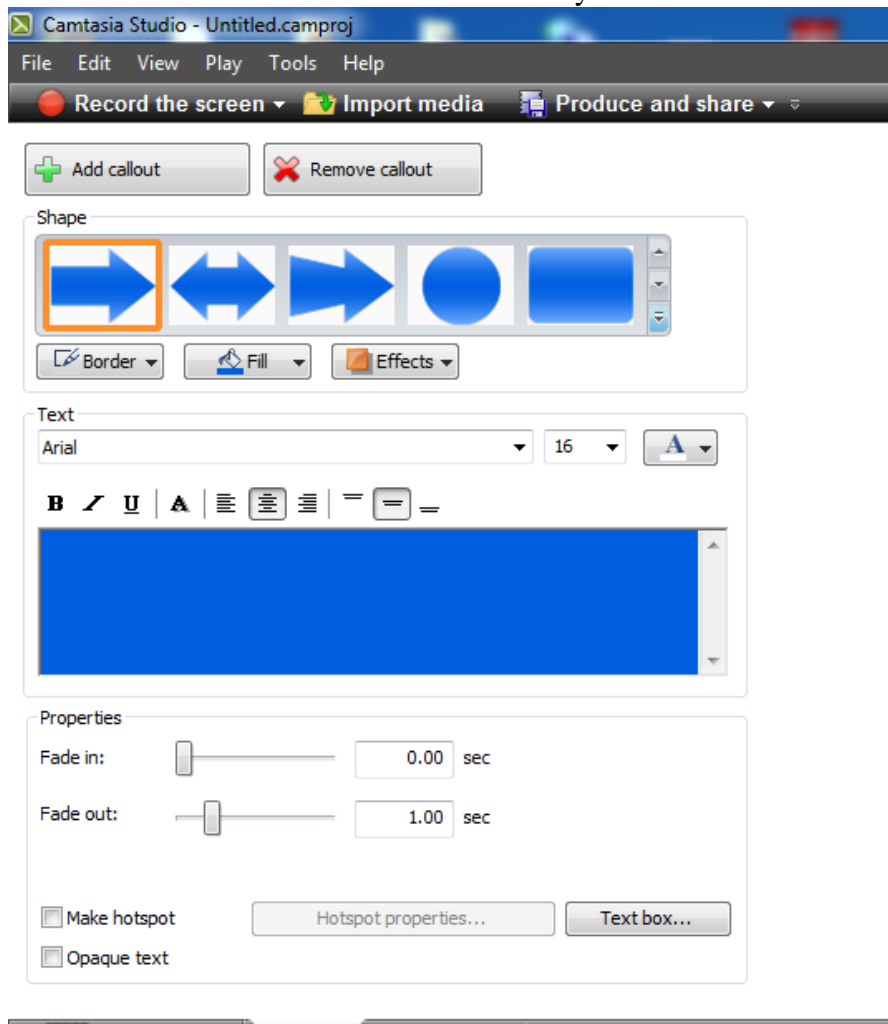 Camtasia Studio - Untitled.camproj
File Edit View Play Tools Help
Record the screen Import media Produce and share
Add callout Remove callout
Shape
Border Fill Effects
Text
Arial 16 A
B I U A
Properties
Fade in: 0.00 sec
Fade out: 1.00 sec
Make hotspot Hotspot properties... Text box...
Opaque text